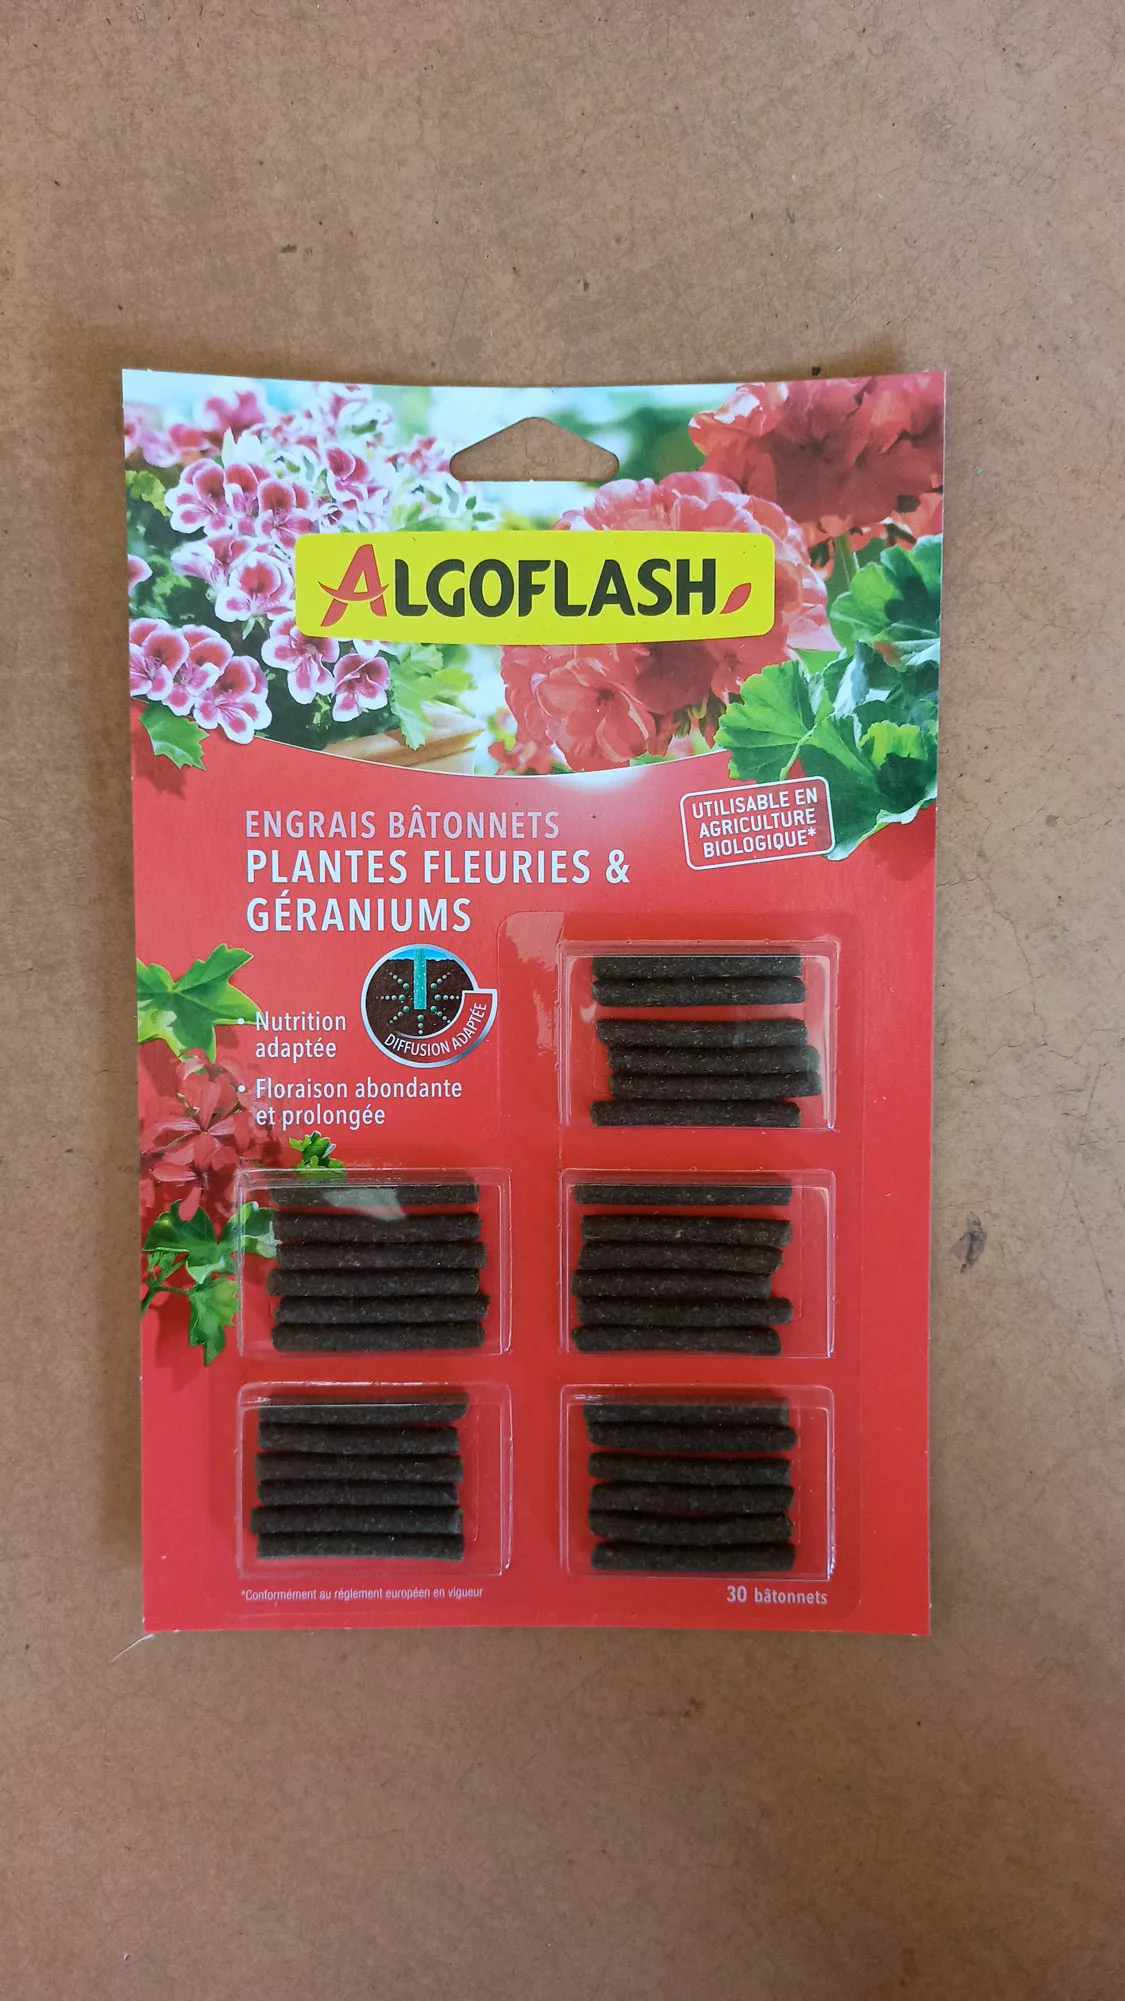 ALGOFLASH
ENGRAIS BÂTONNETS
PLANTES FLEURIES &
GÉRANIUMS
UTILISABLE EN
AGRICULTURE
BIOLOGIQUE*
• Nutrition
adaptée
DIFFUSION ADAPTÉE
• Floraison abondante
et prolongée
*Conformément au réglement européen en vigueur
30 bâtonnets